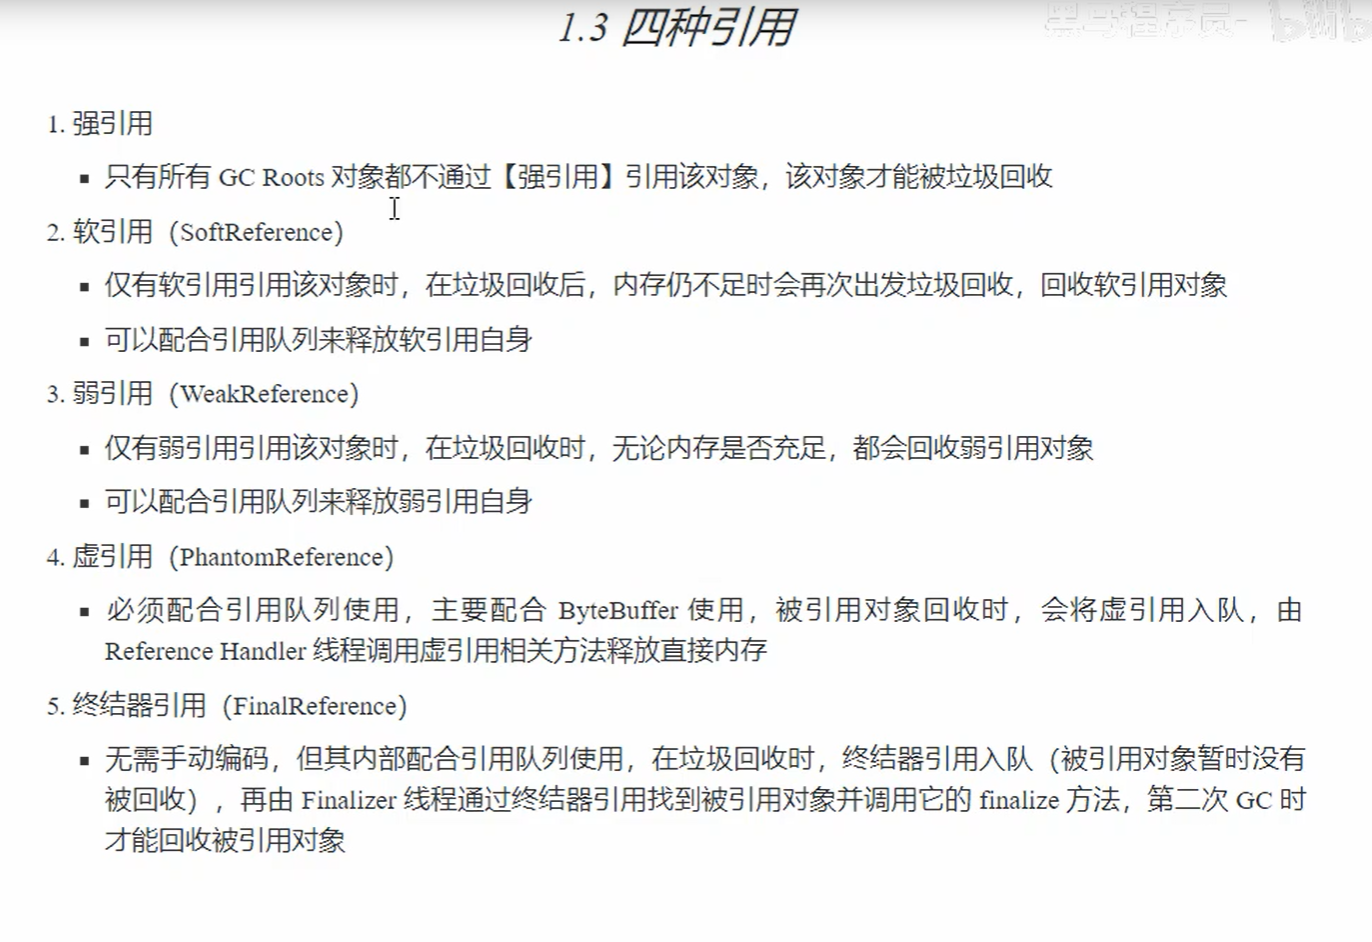 1.3 四种引用
黑马程序员-
1. 强引用
▪ 只有所有 GC Roots 对象都不通过【强引用】引用该对象，该对象才能被垃圾回收
2. 软引用（SoftReference）
▪ 仅有软引用引用该对象时，在垃圾回收后，内存仍不足时会再次出发垃圾回收，回收软引用对象
▪ 可以配合引用队列来释放软引用自身
3. 弱引用（WeakReference）
▪ 仅有弱引用引用该对象时，在垃圾回收时，无论内存是否充足，都会回收弱引用对象
▪ 可以配合引用队列来释放弱引用自身
4. 虚引用（PhantomReference）
▪ 必须配合引用队列使用，主要配合 ByteBuffer 使用，被引用对象回收时，会将虚引用入队，由
Reference Handler 线程调用虚引用相关方法释放直接内存
5. 终结器引用（FinalReference）
▪ 无需手动编码，但其内部配合引用队列使用，在垃圾回收时，终结器引用入队（被引用对象暂时没有
被回收），再由 Finalizer 线程通过终结器引用找到被引用对象并调用它的 finalize 方法，第二次 GC 时
才能回收被引用对象